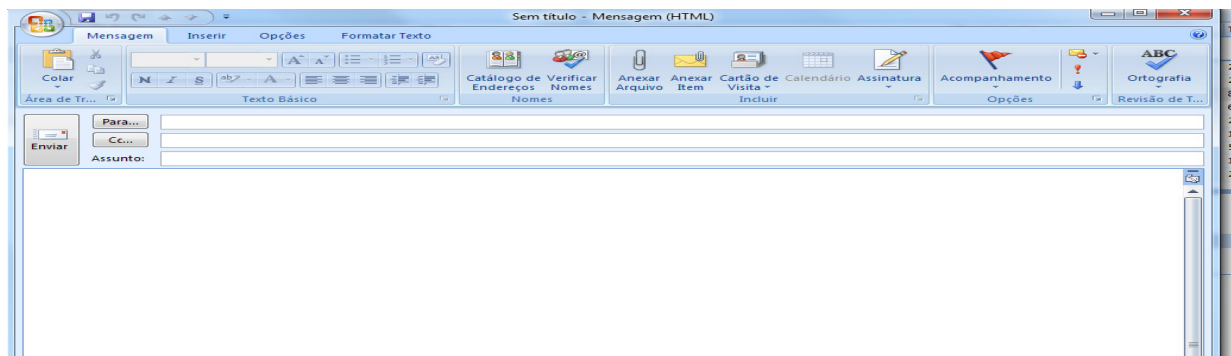 Sem título - Mensagem (HTML)
Mensagem Inserir Opções Formatar Texto
Colar
N I S ab A
A A
Catálogo de Endereços
Verificar Nomes
Anexar Arquivo
Anexar Item
Cartão de Visita
Calendário
Assinatura
Acompanhamento
ABC
Ortografia
Área de Tr... Texto Básico Nomes Incluir Opções Revisão de T...
Para...
Cc...
Enviar
Assunto: